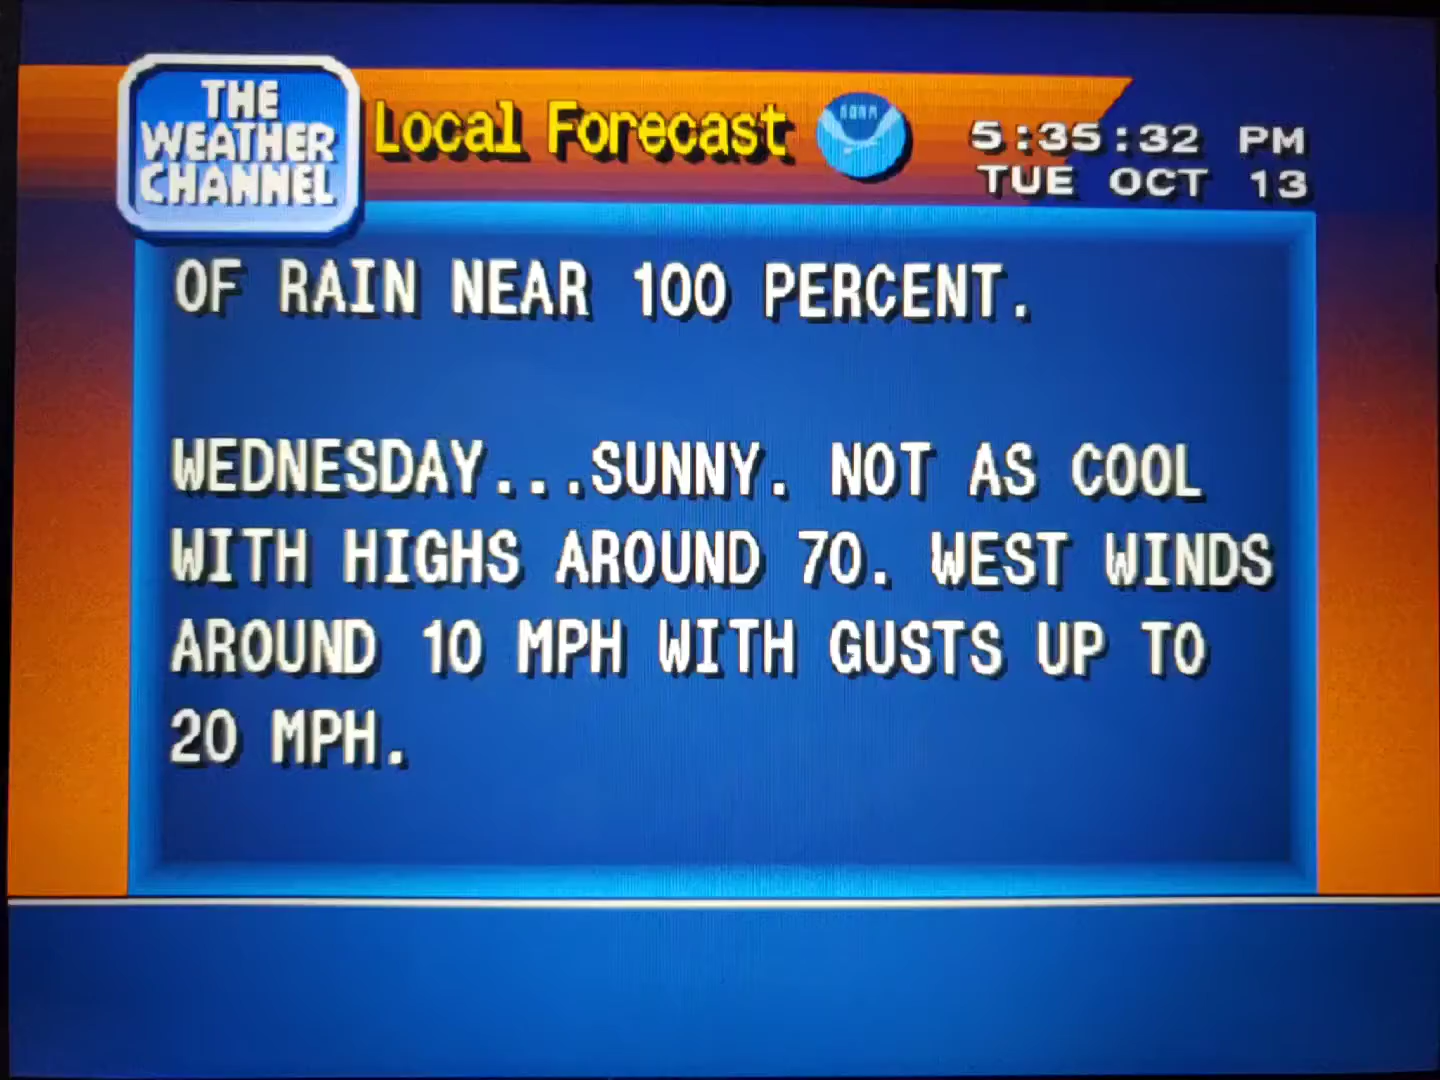 THE
WEATHER
CHANNEL
Local Forecast
NOAA
5:35:32 PM
TUE OCT 13
OF RAIN NEAR 100 PERCENT.
WEDNESDAY...SUNNY. NOT AS COOL
WITH HIGHS AROUND 70. WEST WINDS
AROUND 10 MPH WITH GUSTS UP TO
20 MPH.